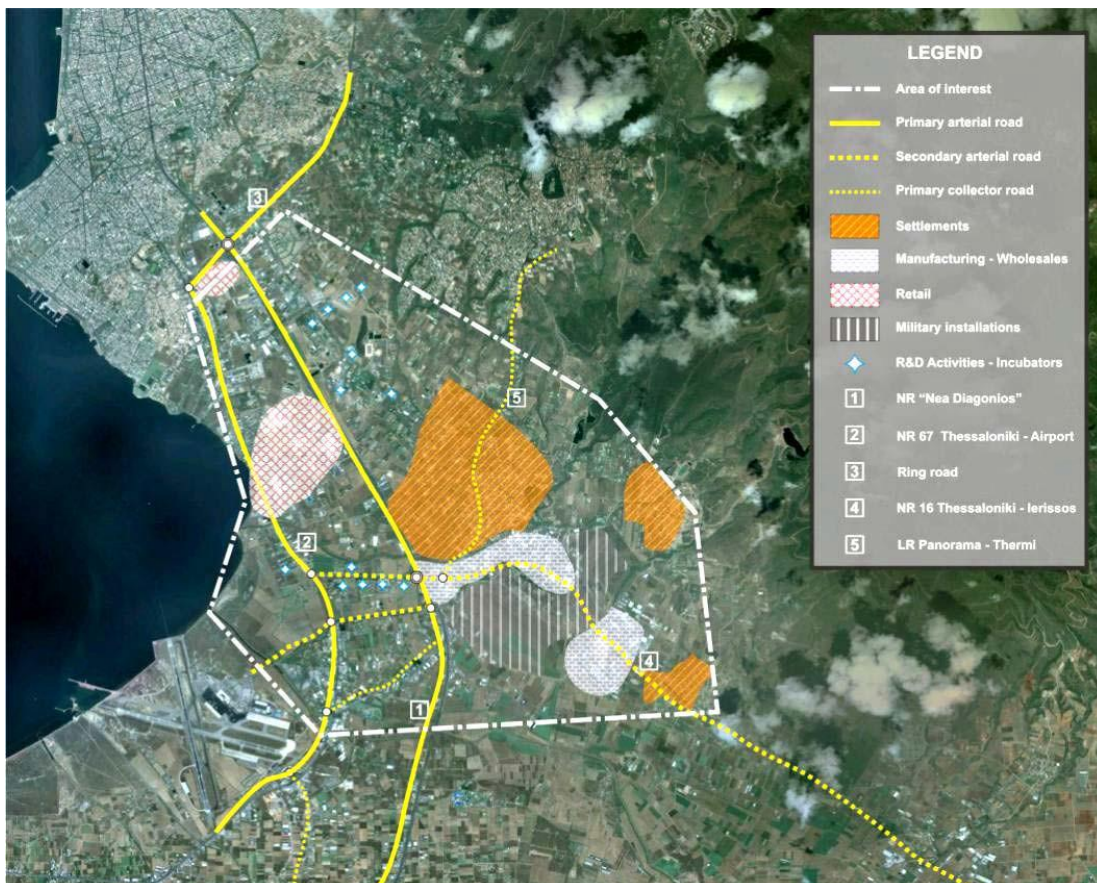 LEGEND
Area of interest
Primary arterial road
Secondary arterial road
Primary collector road
Settlements
Manufacturing - Wholesales
Retail
Military installations
R&D Activities - Incubators
1 NR “Nea Diagonios”
2 NR 67 Thessaloniki - Airport
3 Ring road
4 NR 16 Thessaloniki - Ierissos
5 LR Panorama - Thermi
3
5
2
4
1